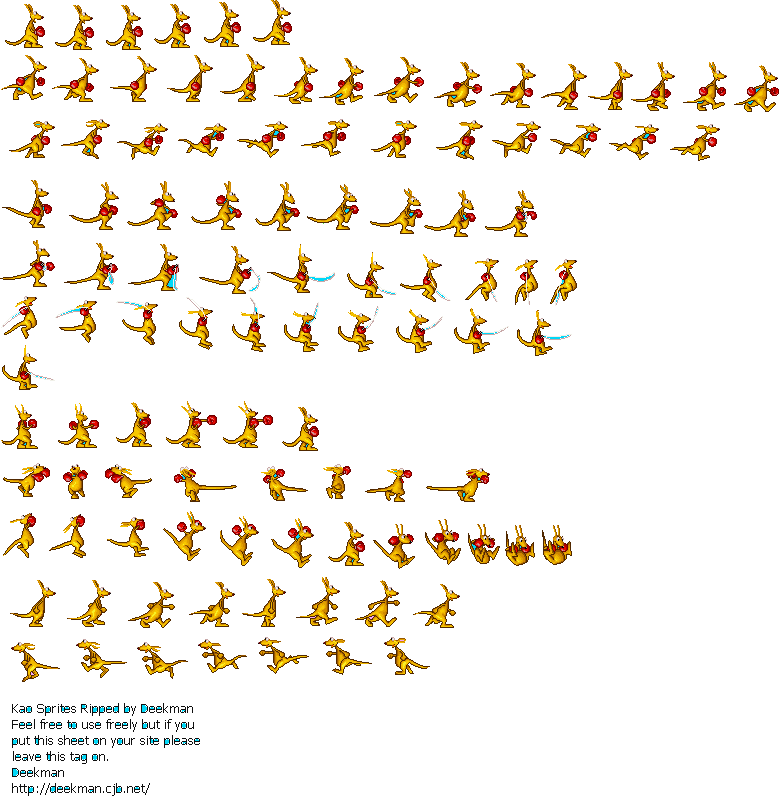 Kao Sprites Ripped by Deekman
Feel free to use freely but if you
put this sheet on your site please
leave this tag on.
Deekman
http://deekman.cjb.net/